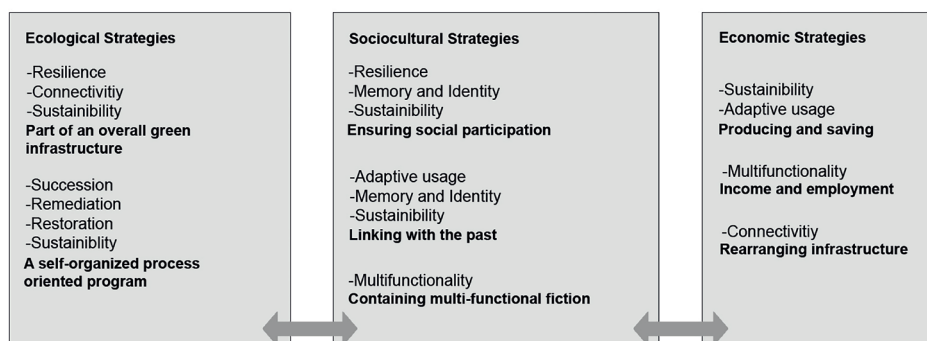 Ecological Strategies
-Resilience
-Connectivitiy
-Sustainibility
Part of an overall green
infrastructure
-Succession
-Remediation
-Restoration
-Sustainiblity
A self-organized process
oriented program
Sociocultural Strategies
-Resilience
-Memory and Identity
-Sustainibility
Ensuring social participation
-Adaptive usage
-Memory and Identity
-Sustainibility
Linking with the past
-Multifunctionality
Containing multi-functional fiction
Economic Strategies
-Sustainibility
-Adaptive usage
Producing and saving
-Multifunctionality
Income and employment
-Connectivitiy
Rearranging infrastructure